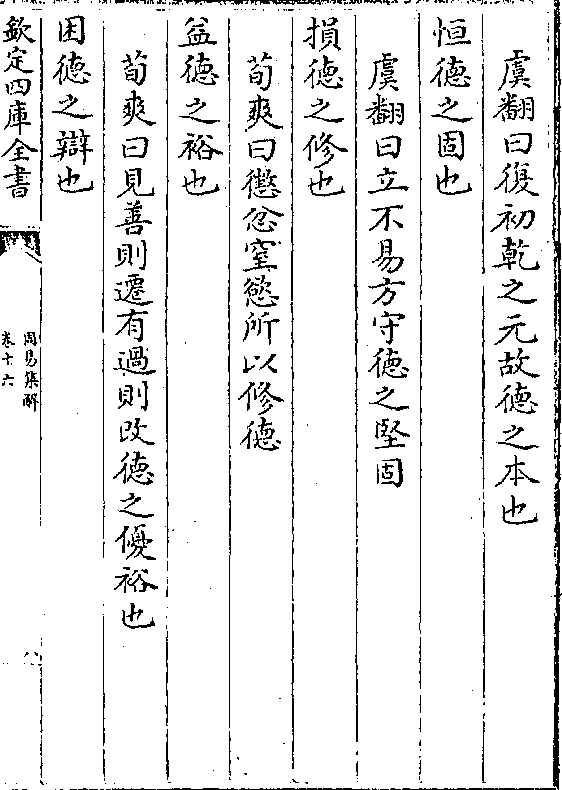 虞翻曰復初乾之元故徳之本也
恒徳之固也
虞翻曰立不易方守徳之堅固
損徳之修也
荀爽曰懲忿窒慾所以修徳
益徳之裕也
荀爽曰見善則遷有過則改徳之優裕也
困徳之辯也
欽定四庫全書
周易集解
卷十六
八